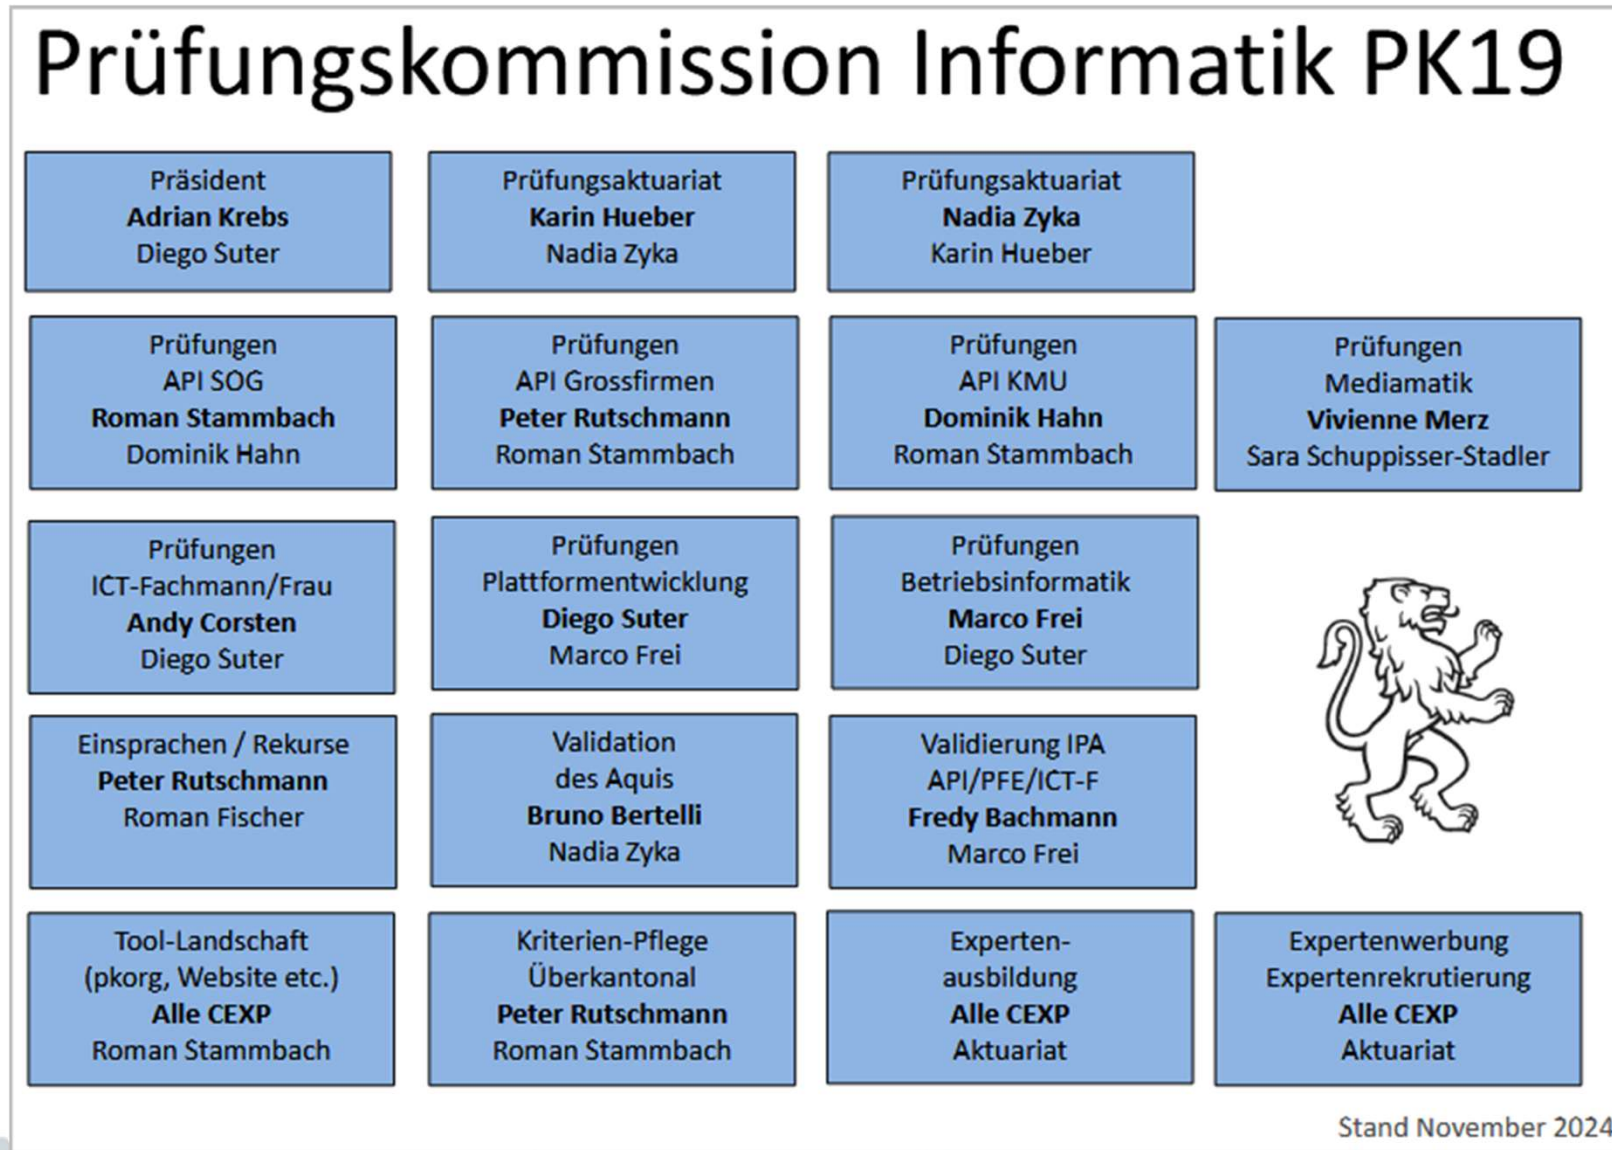 Prüfungskommission Informatik PK19
Präsident
Adrian Krebs
Diego Suter
Prüfungsaktuariat
Karin Hueber
Nadia Zyka
Prüfungsaktuariat
Nadia Zyka
Karin Hueber
Prüfungen
API SOG
Roman Stammbach
Dominik Hahn
Prüfungen
API Grossfirmen
Peter Rutschmann
Roman Stammbach
Prüfungen
API KMU
Dominik Hahn
Roman Stammbach
Prüfungen
Mediamatik
Vivienne Merz
Sara Schuppisser-Stadler
Prüfungen
ICT-Fachmann/Frau
Andy Corsten
Diego Suter
Prüfungen
Plattformentwicklung
Diego Suter
Marco Frei
Prüfungen
Betriebsinformatik
Marco Frei
Diego Suter
Einsprachen / Rekurse
Peter Rutschmann
Roman Fischer
Validation
des Aquis
Bruno Bertelli
Nadia Zyka
Validierung IPA
API/PFE/ICT-F
Fredy Bachmann
Marco Frei
Tool-Landschaft
(pkorg, Website etc.)
Alle CEXP
Roman Stammbach
Kriterien-Pflege
Überkantonal
Peter Rutschmann
Roman Stammbach
Experten-
ausbildung
Alle CEXP
Aktuariat
Expertenwerbung
Expertenrekrutierung
Alle CEXP
Aktuariat
Stand November 2024